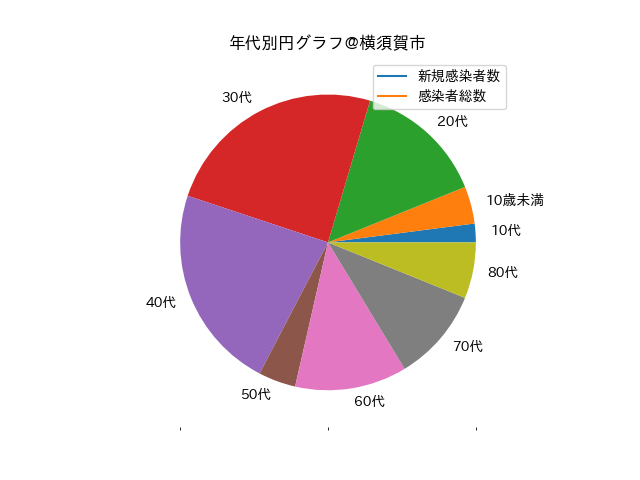 年代別円グラフ@横須賀市
新規感染者数
感染者総数
30代
20代
10歳未満
10代
80代
40代
70代
50代
60代